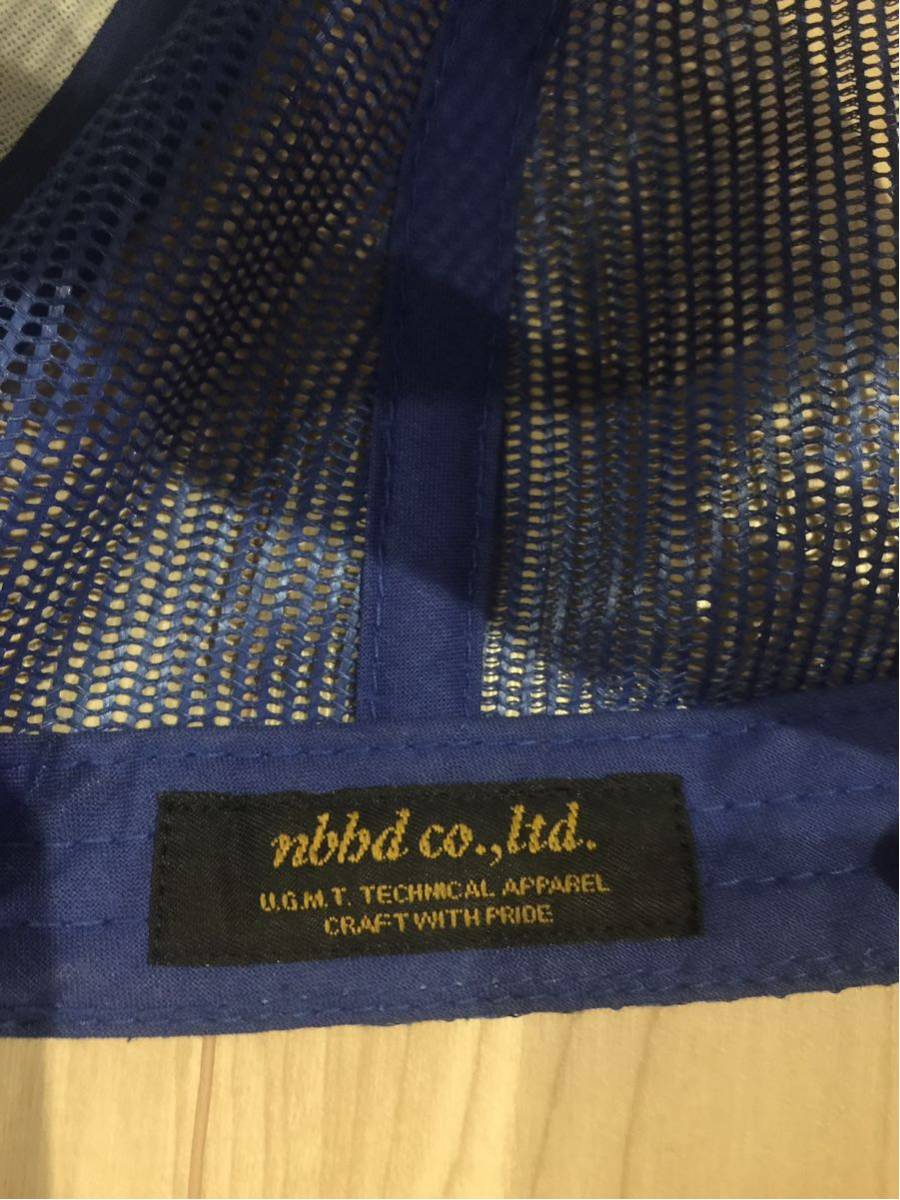 nbbd co.,ltd.
U.G.M.T. TECHNICAL APPAREL
CRAFT WITH PRIDE